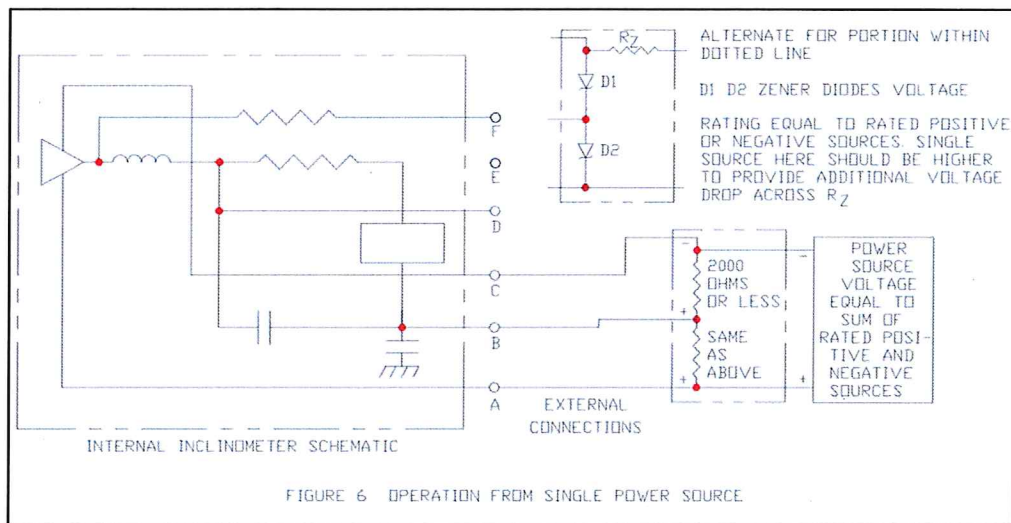 R_Z
ALTERNATE FOR PORTION WITHIN
DOTTED LINE
D1
D1 D2 ZENER DIODES VOLTAGE
RATING EQUAL TO RATED POSITIVE
OR NEGATIVE SOURCES. SINGLE
SOURCE HERE SHOULD BE HIGHER
TO PROVIDE ADDITIONAL VOLTAGE
DROP ACROSS R_Z
D2
F
E
D
C
B
A
-
2000
OHMS
OR LESS
+
-
SAME
AS
ABOVE
+
-
POWER
SOURCE
VOLTAGE
EQUAL TO
SUM OF
RATED POSI-
TIVE AND
NEGATIVE
SOURCES
+
EXTERNAL
CONNECTIONS
INTERNAL INCLINOMETER SCHEMATIC
FIGURE 6 OPERATION FROM SINGLE POWER SOURCE